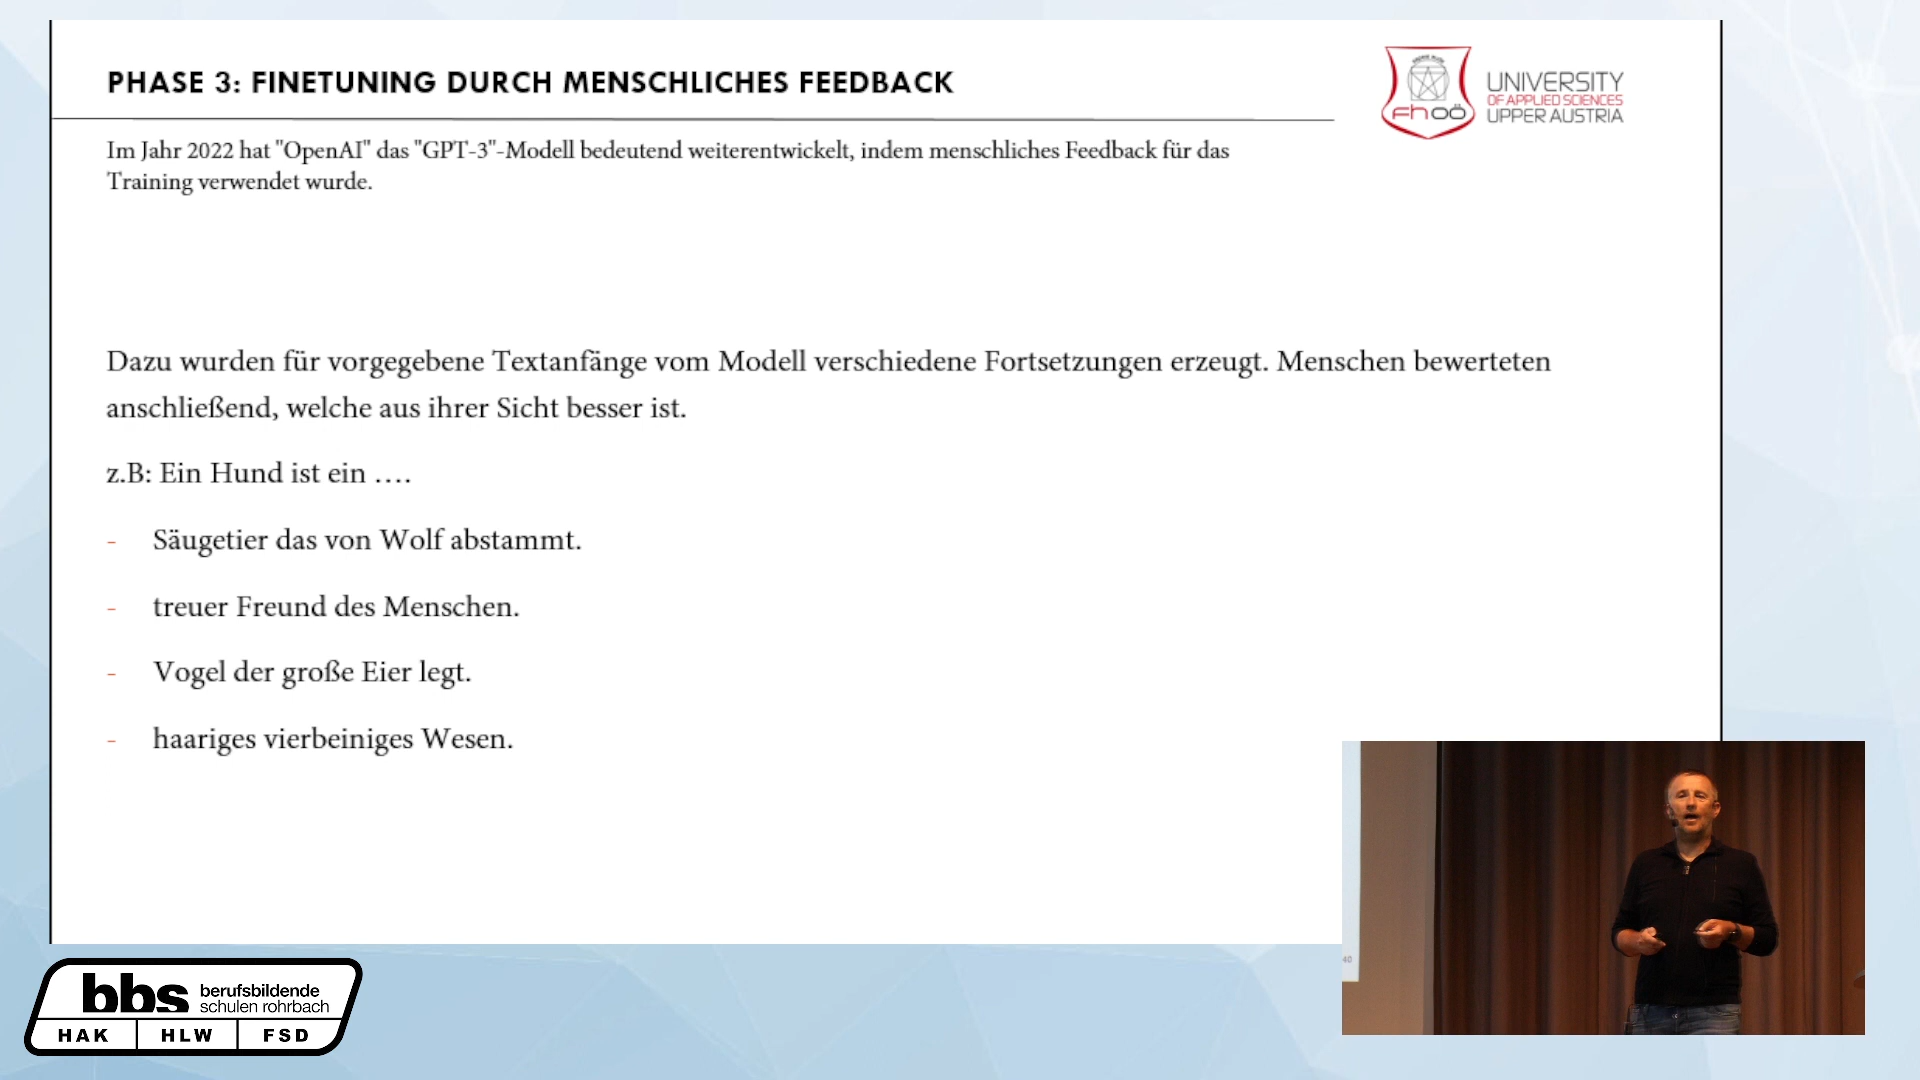 PHASE 3: FINETUNING DURCH MENSCHLICHES FEEDBACK
fhoö
UNIVERSITY
OF APPLIED SCIENCES
UPPER AUSTRIA
Im Jahr 2022 hat "OpenAI" das "GPT-3"-Modell bedeutend weiterentwickelt, indem menschliches Feedback für das
Training verwendet wurde.
Dazu wurden für vorgegebene Textanfänge vom Modell verschiedene Fortsetzungen erzeugt. Menschen bewerteten
anschließend, welche aus ihrer Sicht besser ist.
z.B: Ein Hund ist ein ….
- Säugetier das von Wolf abstammt.
- treuer Freund des Menschen.
- Vogel der große Eier legt.
- haariges vierbeiniges Wesen.
40
bbs berufsbildende
schulen rohrbach
HAK HLW FSD